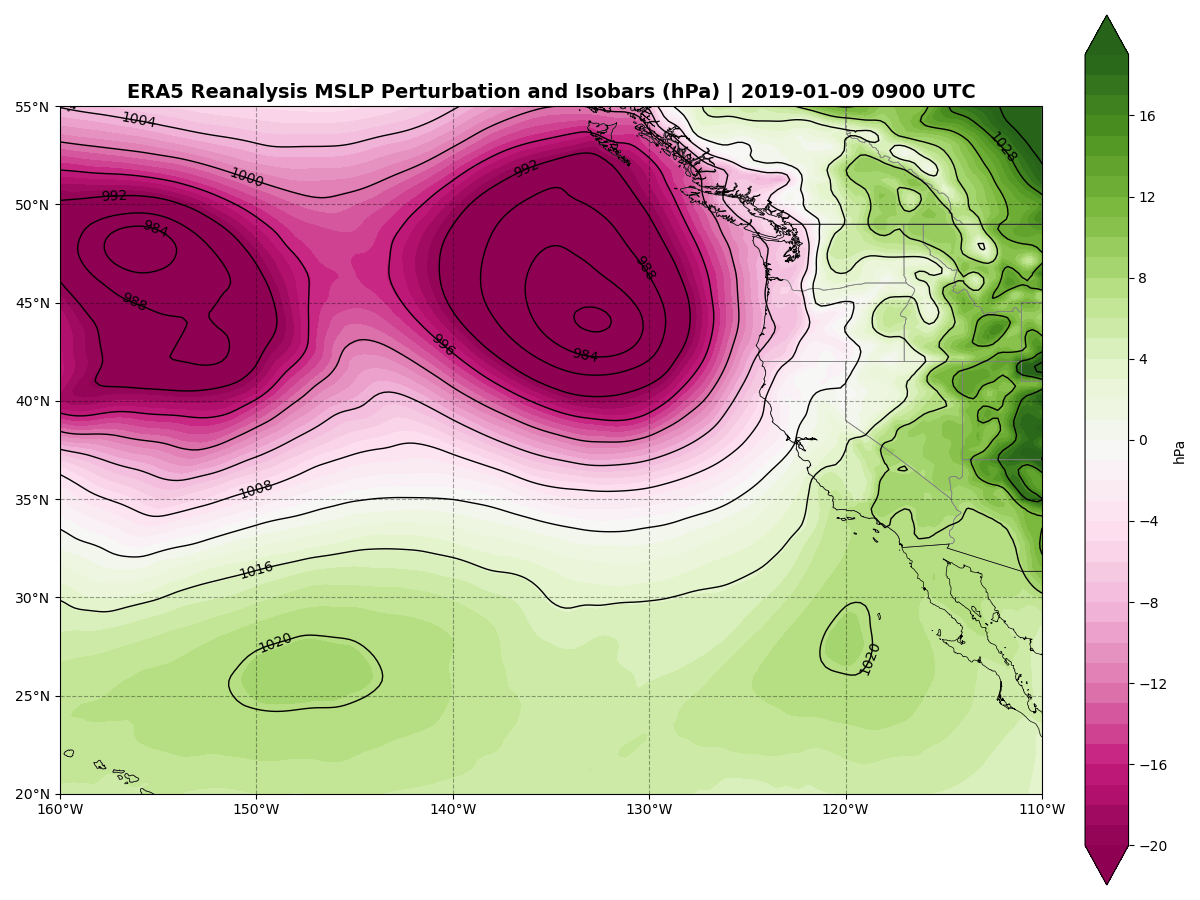 ERA5 Reanalysis MSLP Perturbation and Isobars (hPa) | 2019-01-09 0900 UTC
55°N
50°N
45°N
40°N
35°N
30°N
25°N
20°N
160°W
150°W
140°W
130°W
120°W
110°W
1004
1000
992
992
984
988
988
996
984
1008
1016
1020
1020
1028
16
12
8
4
0
−4
−8
−12
−16
−20
hPa